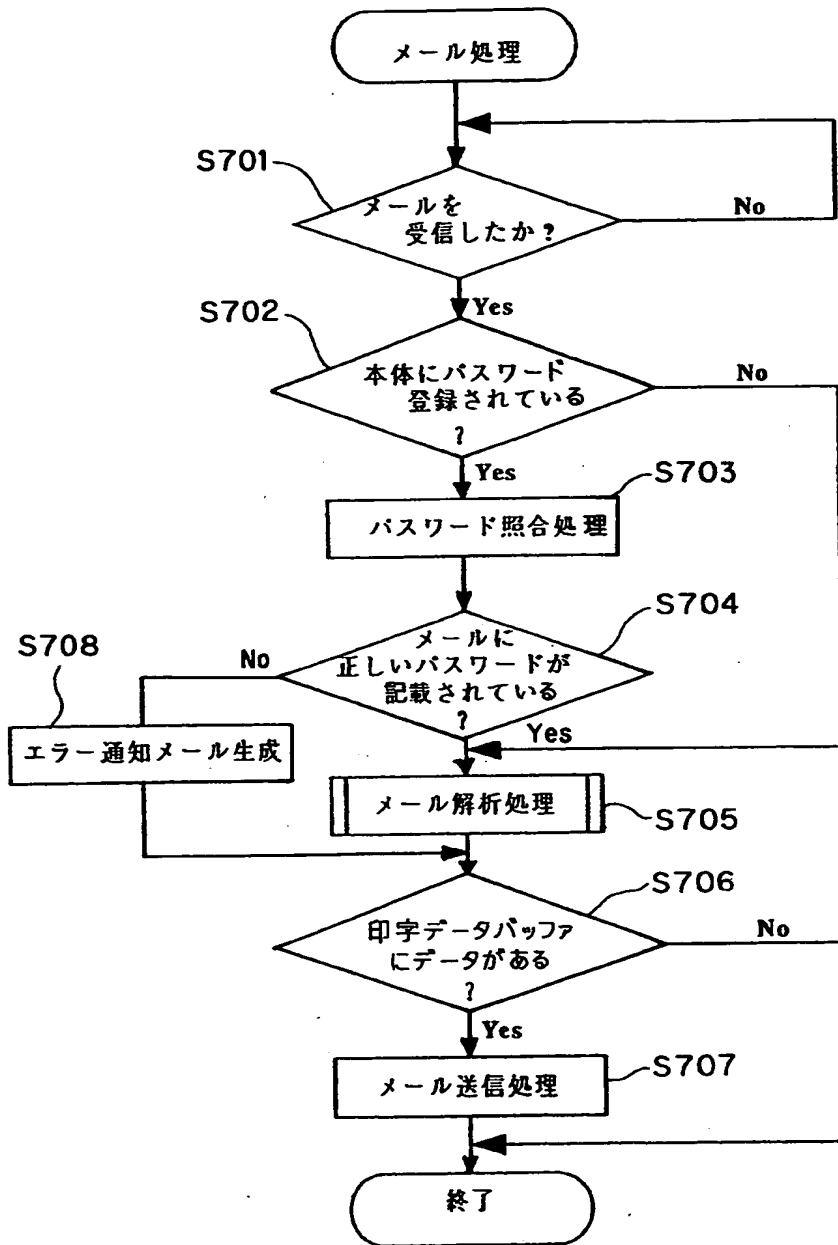 メール処理
S701
メールを
受信したか?
No
Yes
S702
本体にパスワード
登録されている
?
No
Yes
S703
パスワード照合処理
S704
メールに
正しいパスワードが
記載されている
?
No
Yes
S708
エラー通知メール生成
メール解析処理
S705
S706
印字データバッファ
にデータがある
?
No
Yes
メール送信処理
S707
終了